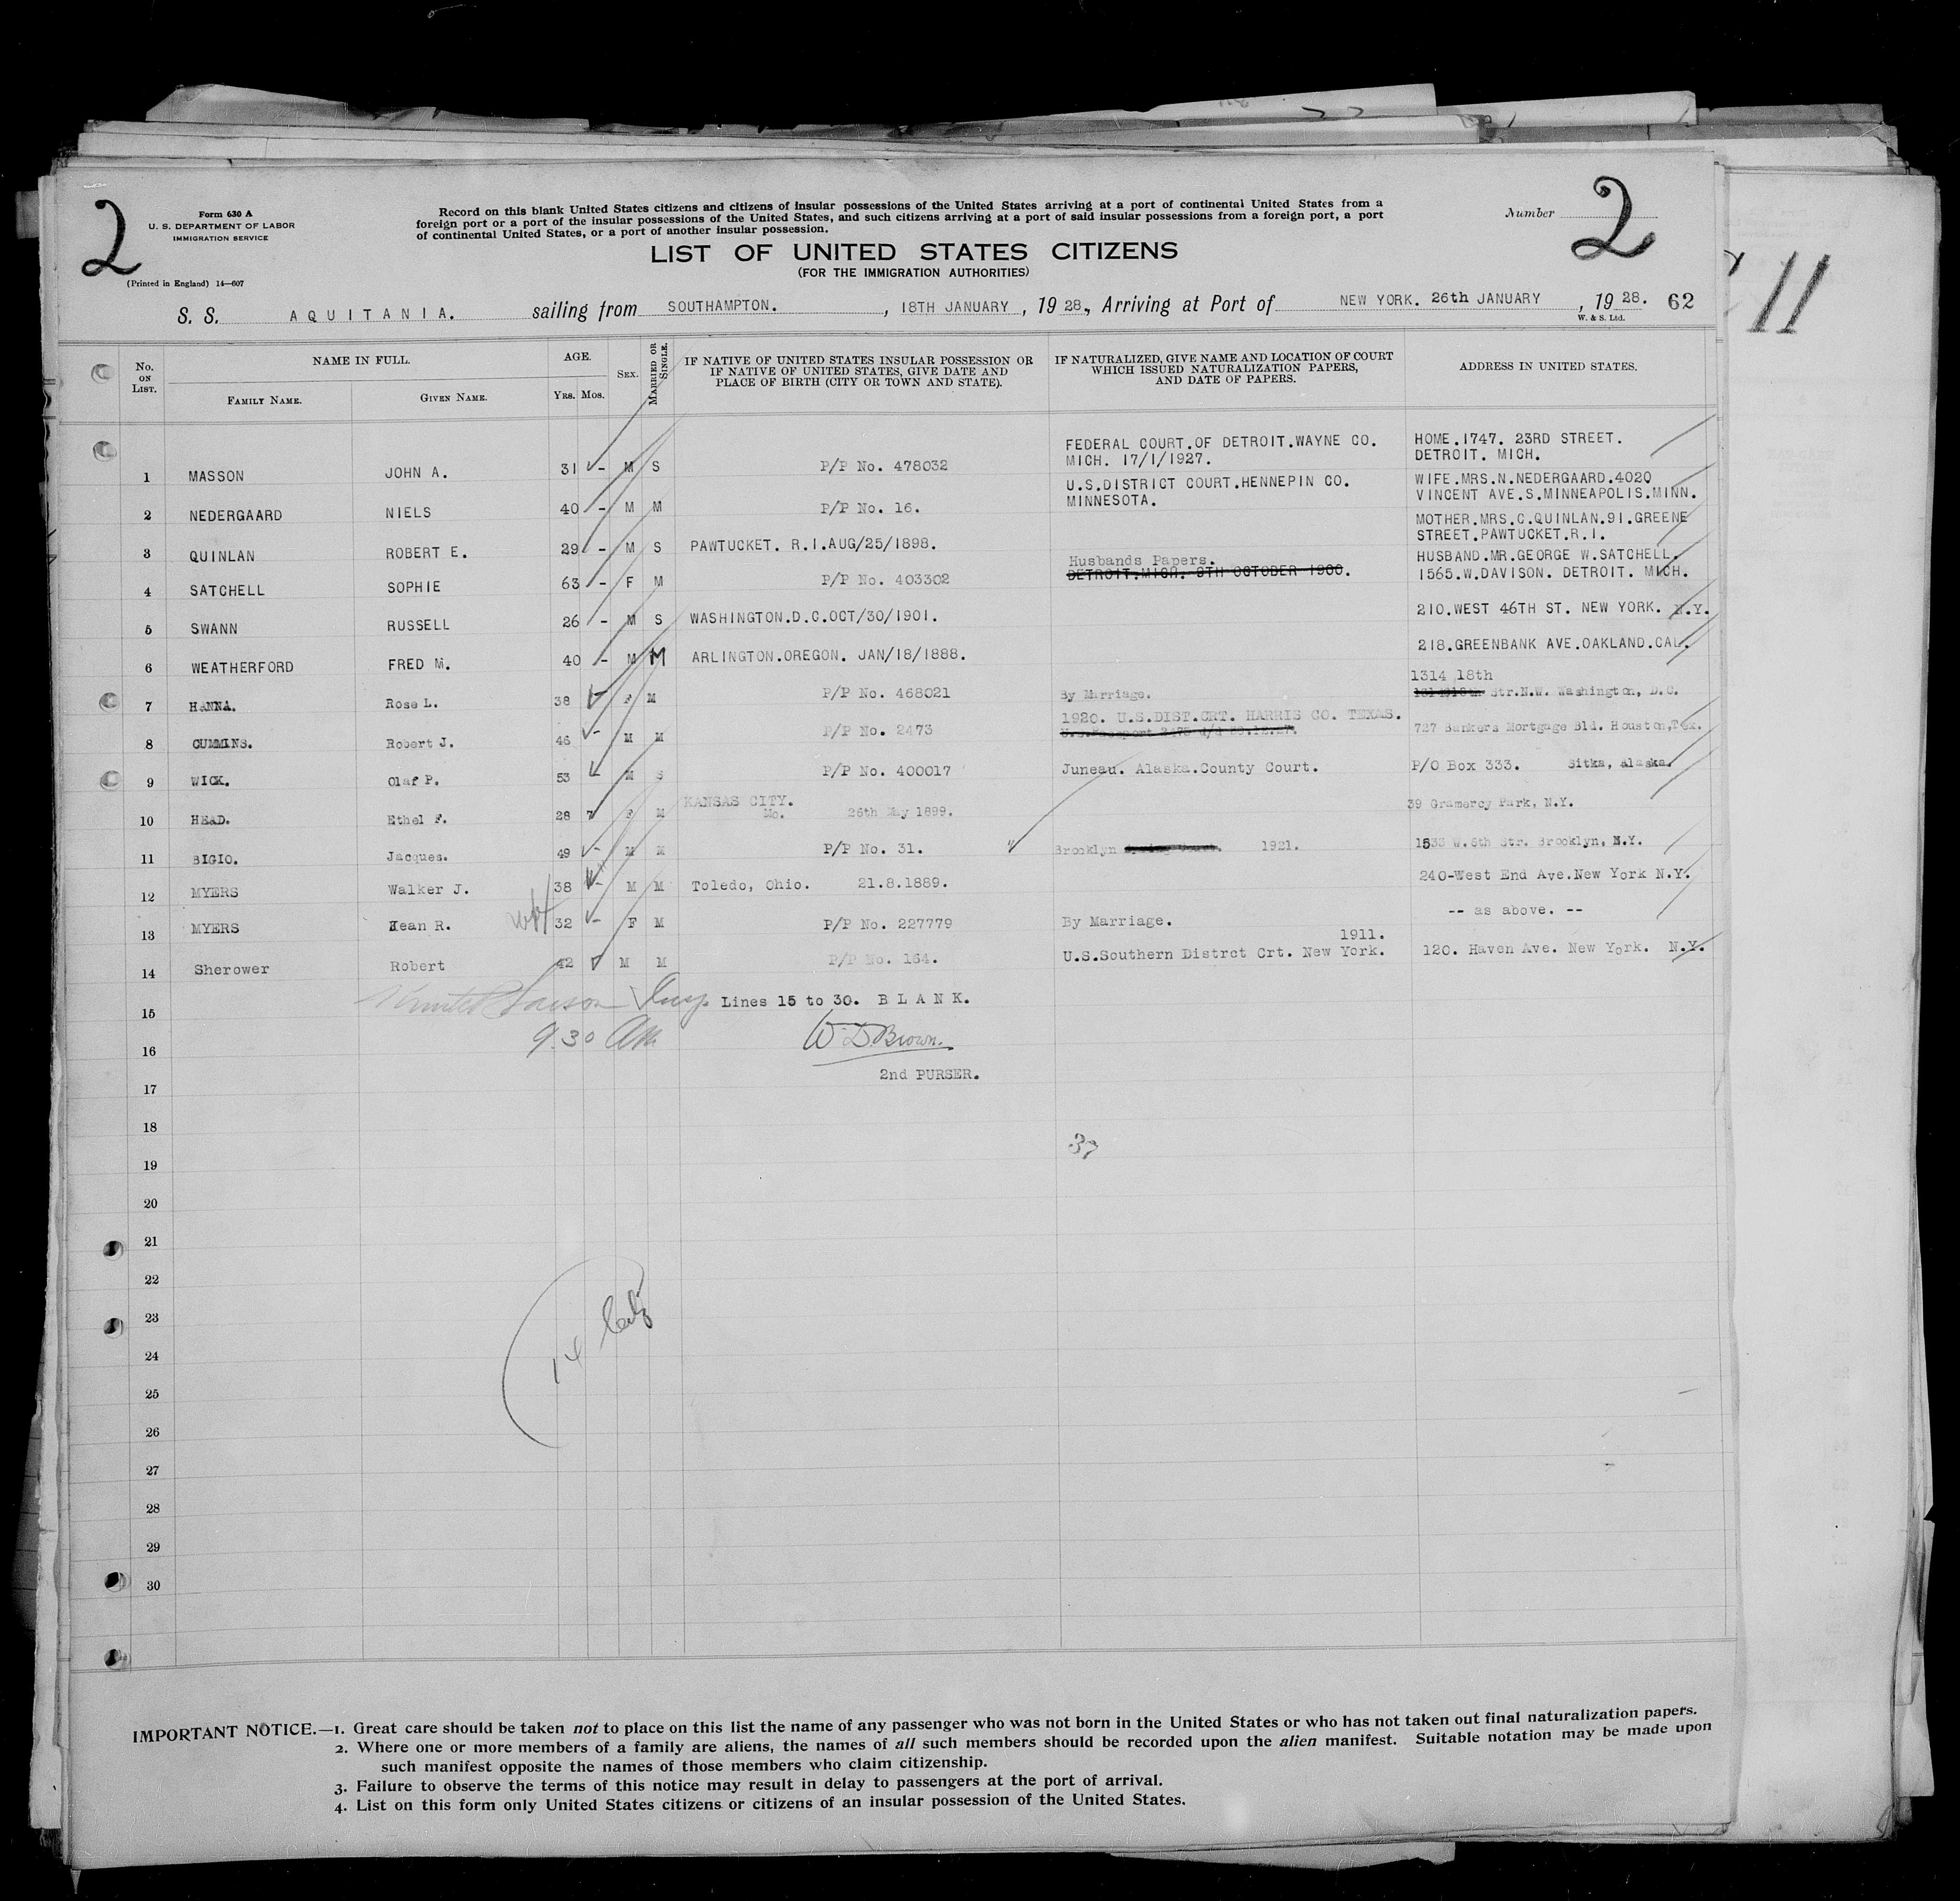 2
Form 630 A
U. S. DEPARTMENT OF LABOR
IMMIGRATION SERVICE
(Printed in England) 14—607
Record on this blank United States citizens and citizens of insular possessions of the United States arriving at a port of continental United States from a
foreign port or a port of the insular possessions of the United States, and such citizens arriving at a port of said insular possessions from a foreign port, a port
of continental United States, or a port of another insular possession.
Number 2
LIST OF UNITED STATES CITIZENS
(FOR THE IMMIGRATION AUTHORITIES)
11
S. S. AQUITANIA. sailing from SOUTHAMPTON. , 18TH JANUARY , 19 28., Arriving at Port of NEW YORK. 26th JANUARY , 19 28. 62
W. & S. Ltd.
No. ON LIST. NAME IN FULL. FAMILY NAME. GIVEN NAME. AGE. YRS. MOS. SEX. MARRIED OR SINGLE. IF NATIVE OF UNITED STATES INSULAR POSSESSION OR IF NATIVE OF UNITED STATES, GIVE DATE AND PLACE OF BIRTH (CITY OR TOWN AND STATE). IF NATURALIZED, GIVE NAME AND LOCATION OF COURT WHICH ISSUED NATURALIZATION PAPERS, AND DATE OF PAPERS. ADDRESS IN UNITED STATES.
FEDERAL COURT.OF DETROIT.WAYNE CO. HOME.1747. 23RD STREET.
1 MASSON JOHN A. 31 - M S P/P No. 478032 MICH. 17/1/1927. DETROIT. MICH.
U.S.DISTRICT COURT.HENNEPIN CO. WIFE.MRS.N.NEDERGAARD.4020
2 NEDERGAARD NIELS 40 - M M P/P No. 16. MINNESOTA. VINCENT AVE.S.MINNEAPOLIS.MINN.
MOTHER.MRS.C.QUINLAN.91.GREENE
3 QUINLAN ROBERT E. 29 - M S PAWTUCKET. R.I.AUG/25/1898. STREET.PAWTUCKET.R.I.
Husbands Papers. HUSBAND.MR.GEORGE W.SATCHELL.
4 SATCHELL SOPHIE 63 - F M P/P No. 403302 DETROIT.MICH. 9TH OCTOBER 1900. 1565.W.DAVISON. DETROIT. MICH.
5 SWANN RUSSELL 26 - M S WASHINGTON.D.C.OCT/30/1901. 210.WEST 46TH ST. NEW YORK. N.Y.
6 WEATHERFORD FRED M. 40 - M M ARLINGTON.OREGON. JAN/18/1888. 218.GREENBANK AVE.OAKLAND.CAL.
1314 18th
7 HANNA. Rose L. 38 - F M P/P No. 468021 By Marriage. Str.N.W. Washington, D.C.
1920. U.S.DIST.CRT. HARRIS CO. TEXAS.
8 CUMMINS. Robert J. 46 - M M P/P No. 2473 727 Bankers Mortgage Bld. Houston,Tex.
9 WICK. Olaf P. 53 - M S P/P No. 400017 Juneau. Alaska.County Court. P/O Box 333. Sitka, Alaska.
KANSAS CITY.
10 HEAD. Ethel F. 28 F M Mo. 26th May 1899. 39 Gramercy Park, N.Y.
11 BIGIO. Jacques. 49 - M M P/P No. 31. Brooklyn 1921. 1533 W.6th Str. Brooklyn, N.Y.
12 MYERS Walker J. 38 - M M Toledo, Ohio. 21.8.1889. 240-West End Ave.New York N.Y.
13 MYERS Jean R. 32 - F M P/P No. 227779 By Marriage. -- as above. --
1911.
14 Sherower Robert 42 M M P/P No. 164. U.S.Southern Distrct Crt. New York. 120. Haven Ave. New York. N.Y.
15 Insp. Lines 15 to 30. BLANK.
16 9.30 AM W.D.Brown.
17 2nd PURSER.
18
37
19
20
21
22
23
14
24
25
26
27
28
29
30
IMPORTANT NOTICE.—1. Great care should be taken not to place on this list the name of any passenger who was not born in the United States or who has not taken out final naturalization papers.
2. Where one or more members of a family are aliens, the names of all such members should be recorded upon the alien manifest. Suitable notation may be made upon
such manifest opposite the names of those members who claim citizenship.
3. Failure to observe the terms of this notice may result in delay to passengers at the port of arrival.
4. List on this form only United States citizens or citizens of an insular possession of the United States.